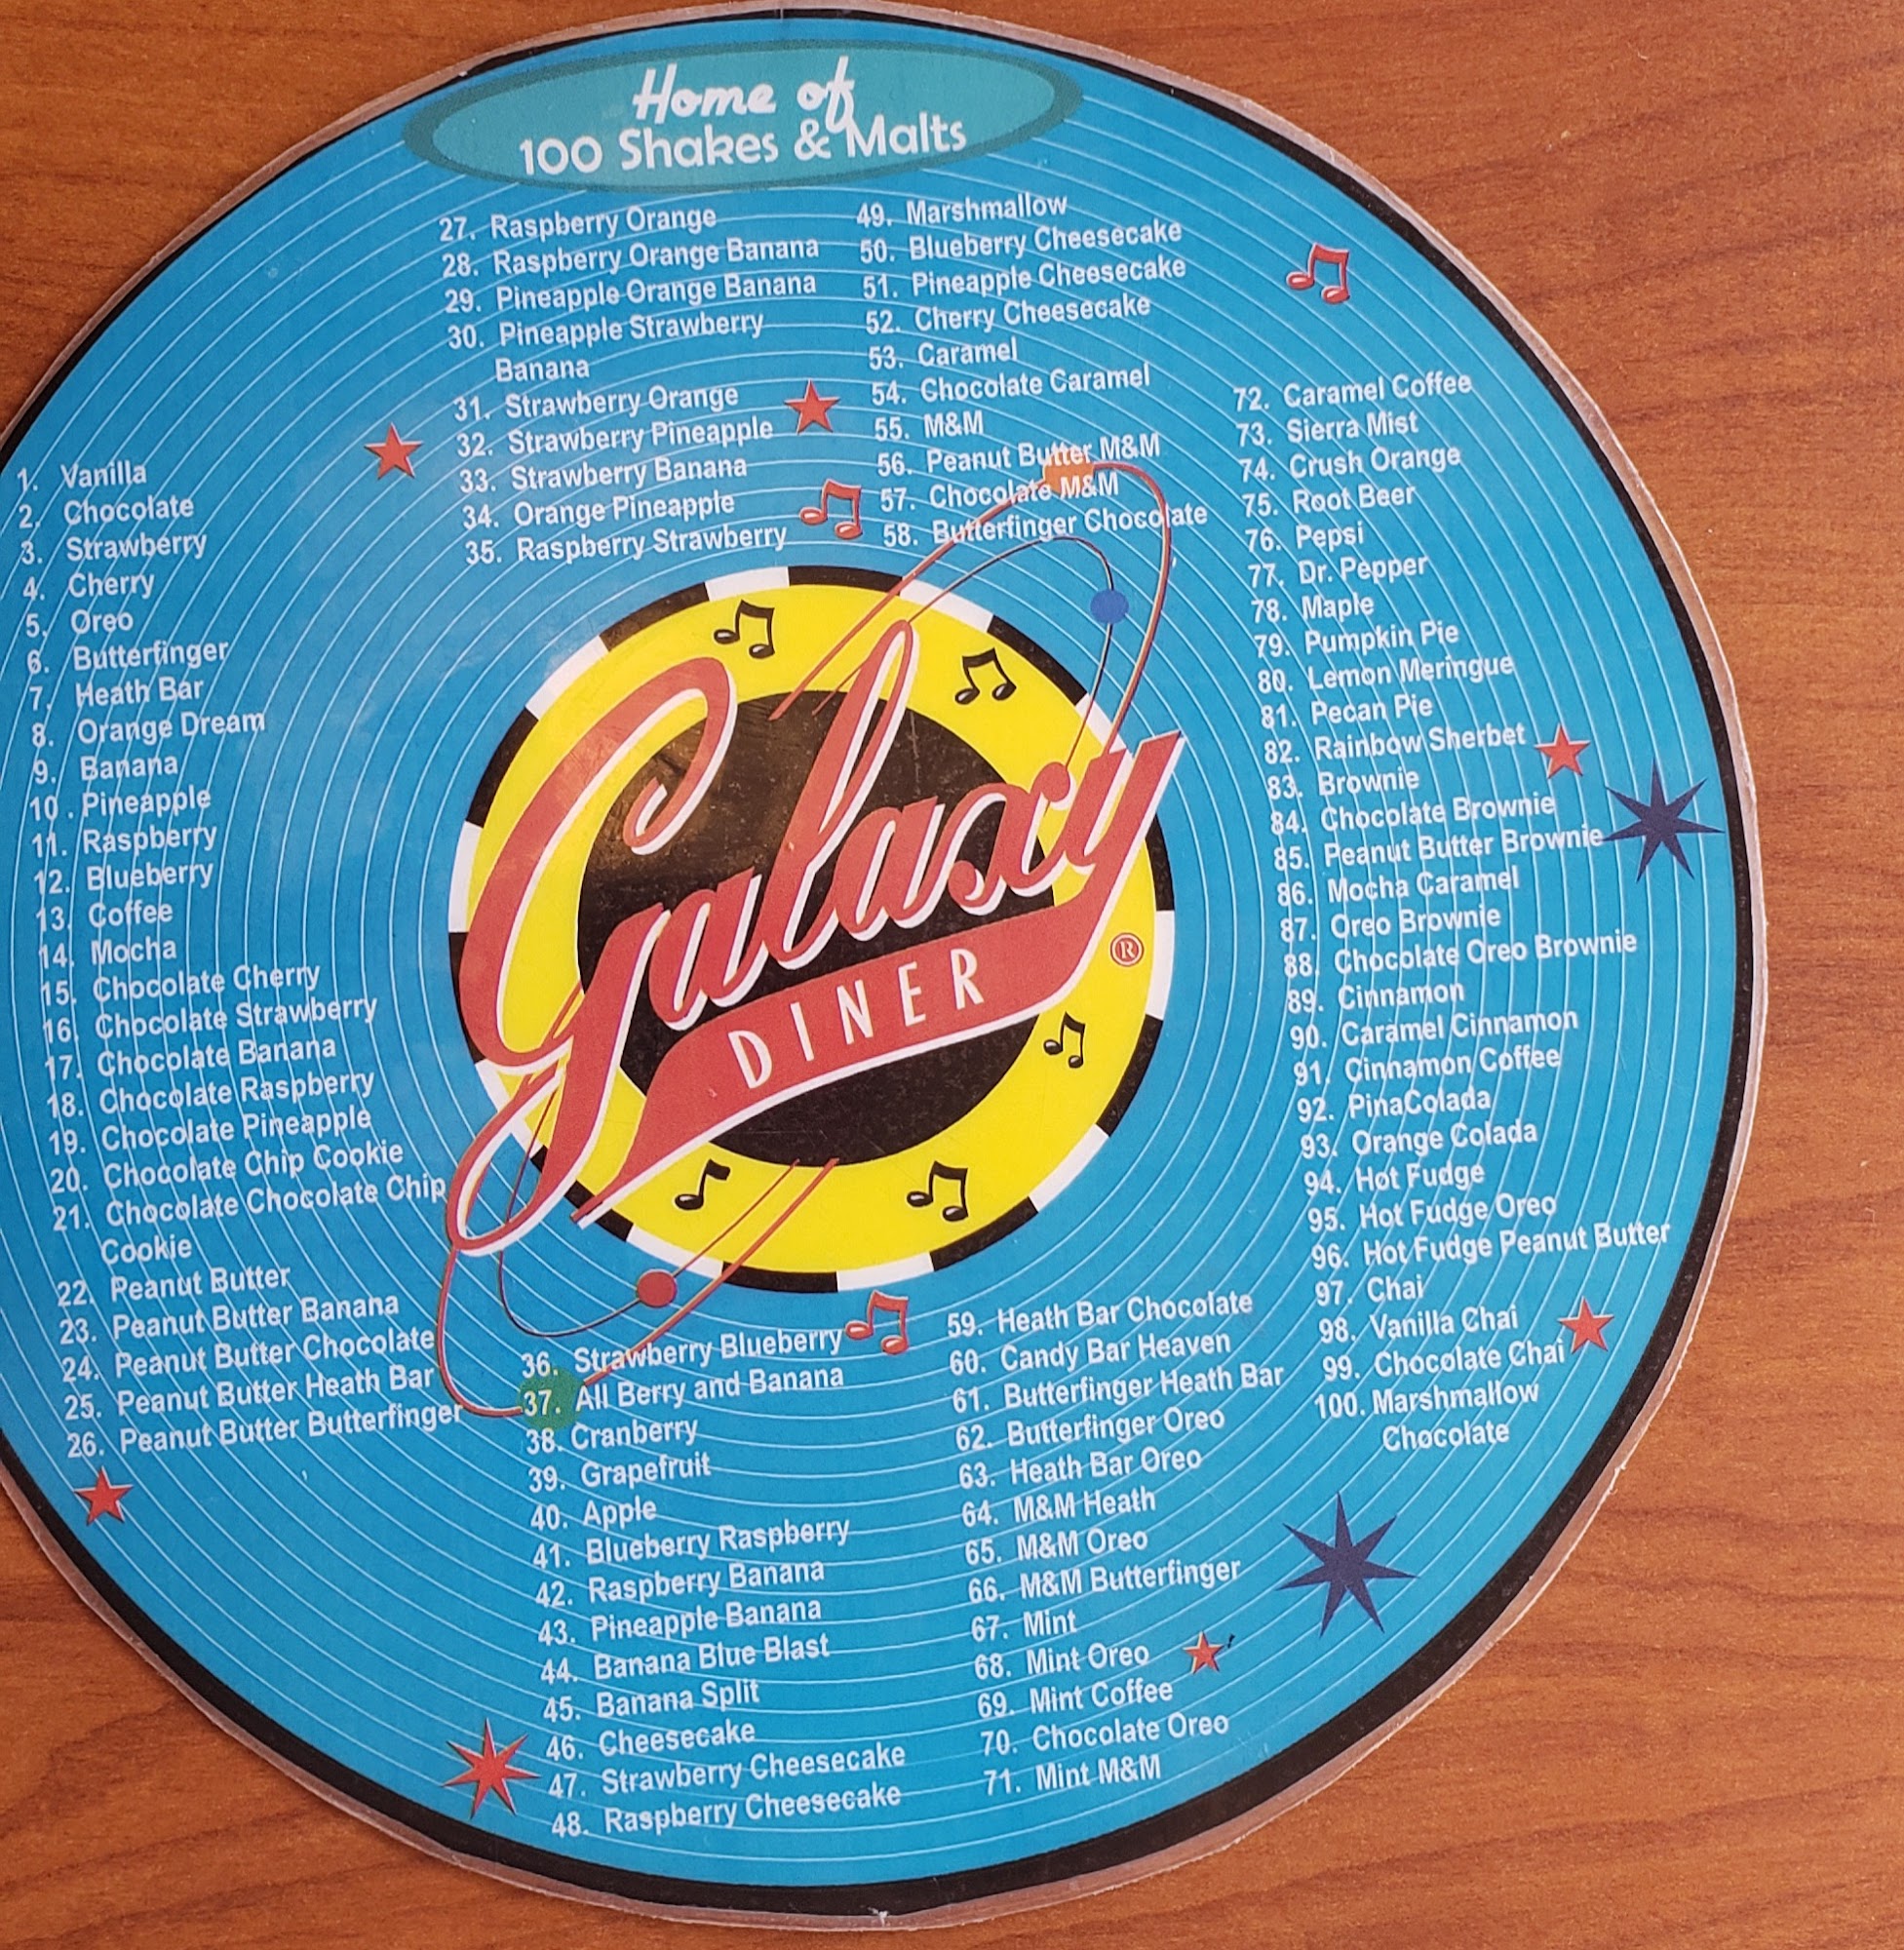 Home of
100 Shakes & Malts
1. Vanilla
2. Chocolate
3. Strawberry
4. Cherry
5. Oreo
6. Butterfinger
7. Heath Bar
8. Orange Dream
9. Banana
10. Pineapple
11. Raspberry
12. Blueberry
13. Coffee
14. Mocha
15. Chocolate Cherry
16. Chocolate Strawberry
17. Chocolate Banana
18. Chocolate Raspberry
19. Chocolate Pineapple
20. Chocolate Chip Cookie
21. Chocolate Chocolate Chip
Cookie
22. Peanut Butter
23. Peanut Butter Banana
24. Peanut Butter Chocolate
25. Peanut Butter Heath Bar
26. Peanut Butter Butterfinger
27. Raspberry Orange
28. Raspberry Orange Banana
29. Pineapple Orange Banana
30. Pineapple Strawberry
Banana
31. Strawberry Orange
32. Strawberry Pineapple
33. Strawberry Banana
34. Orange Pineapple
35. Raspberry Strawberry
Galaxy
DINER
®
36. Strawberry Blueberry
37. All Berry and Banana
38. Cranberry
39. Grapefruit
40. Apple
41. Blueberry Raspberry
42. Raspberry Banana
43. Pineapple Banana
44. Banana Blue Blast
45. Banana Split
46. Cheesecake
47. Strawberry Cheesecake
48. Raspberry Cheesecake
49. Marshmallow
50. Blueberry Cheesecake
51. Pineapple Cheesecake
52. Cherry Cheesecake
53. Caramel
54. Chocolate Caramel
55. M&M
56. Peanut Butter M&M
57. Chocolate M&M
58. Butterfinger Chocolate
59. Heath Bar Chocolate
60. Candy Bar Heaven
61. Butterfinger Heath Bar
62. Butterfinger Oreo
63. Heath Bar Oreo
64. M&M Heath
65. M&M Oreo
66. M&M Butterfinger
67. Mint
68. Mint Oreo
69. Mint Coffee
70. Chocolate Oreo
71. Mint M&M
72. Caramel Coffee
73. Sierra Mist
74. Crush Orange
75. Root Beer
76. Pepsi
77. Dr. Pepper
78. Maple
79. Pumpkin Pie
80. Lemon Meringue
81. Pecan Pie
82. Rainbow Sherbet
83. Brownie
84. Chocolate Brownie
85. Peanut Butter Brownie
86. Mocha Caramel
87. Oreo Brownie
88. Chocolate Oreo Brownie
89. Cinnamon
90. Caramel Cinnamon
91. Cinnamon Coffee
92. PinaColada
93. Orange Colada
94. Hot Fudge
95. Hot Fudge Oreo
96. Hot Fudge Peanut Butter
97. Chai
98. Vanilla Chai
99. Chocolate Chai
100. Marshmallow
Chocolate